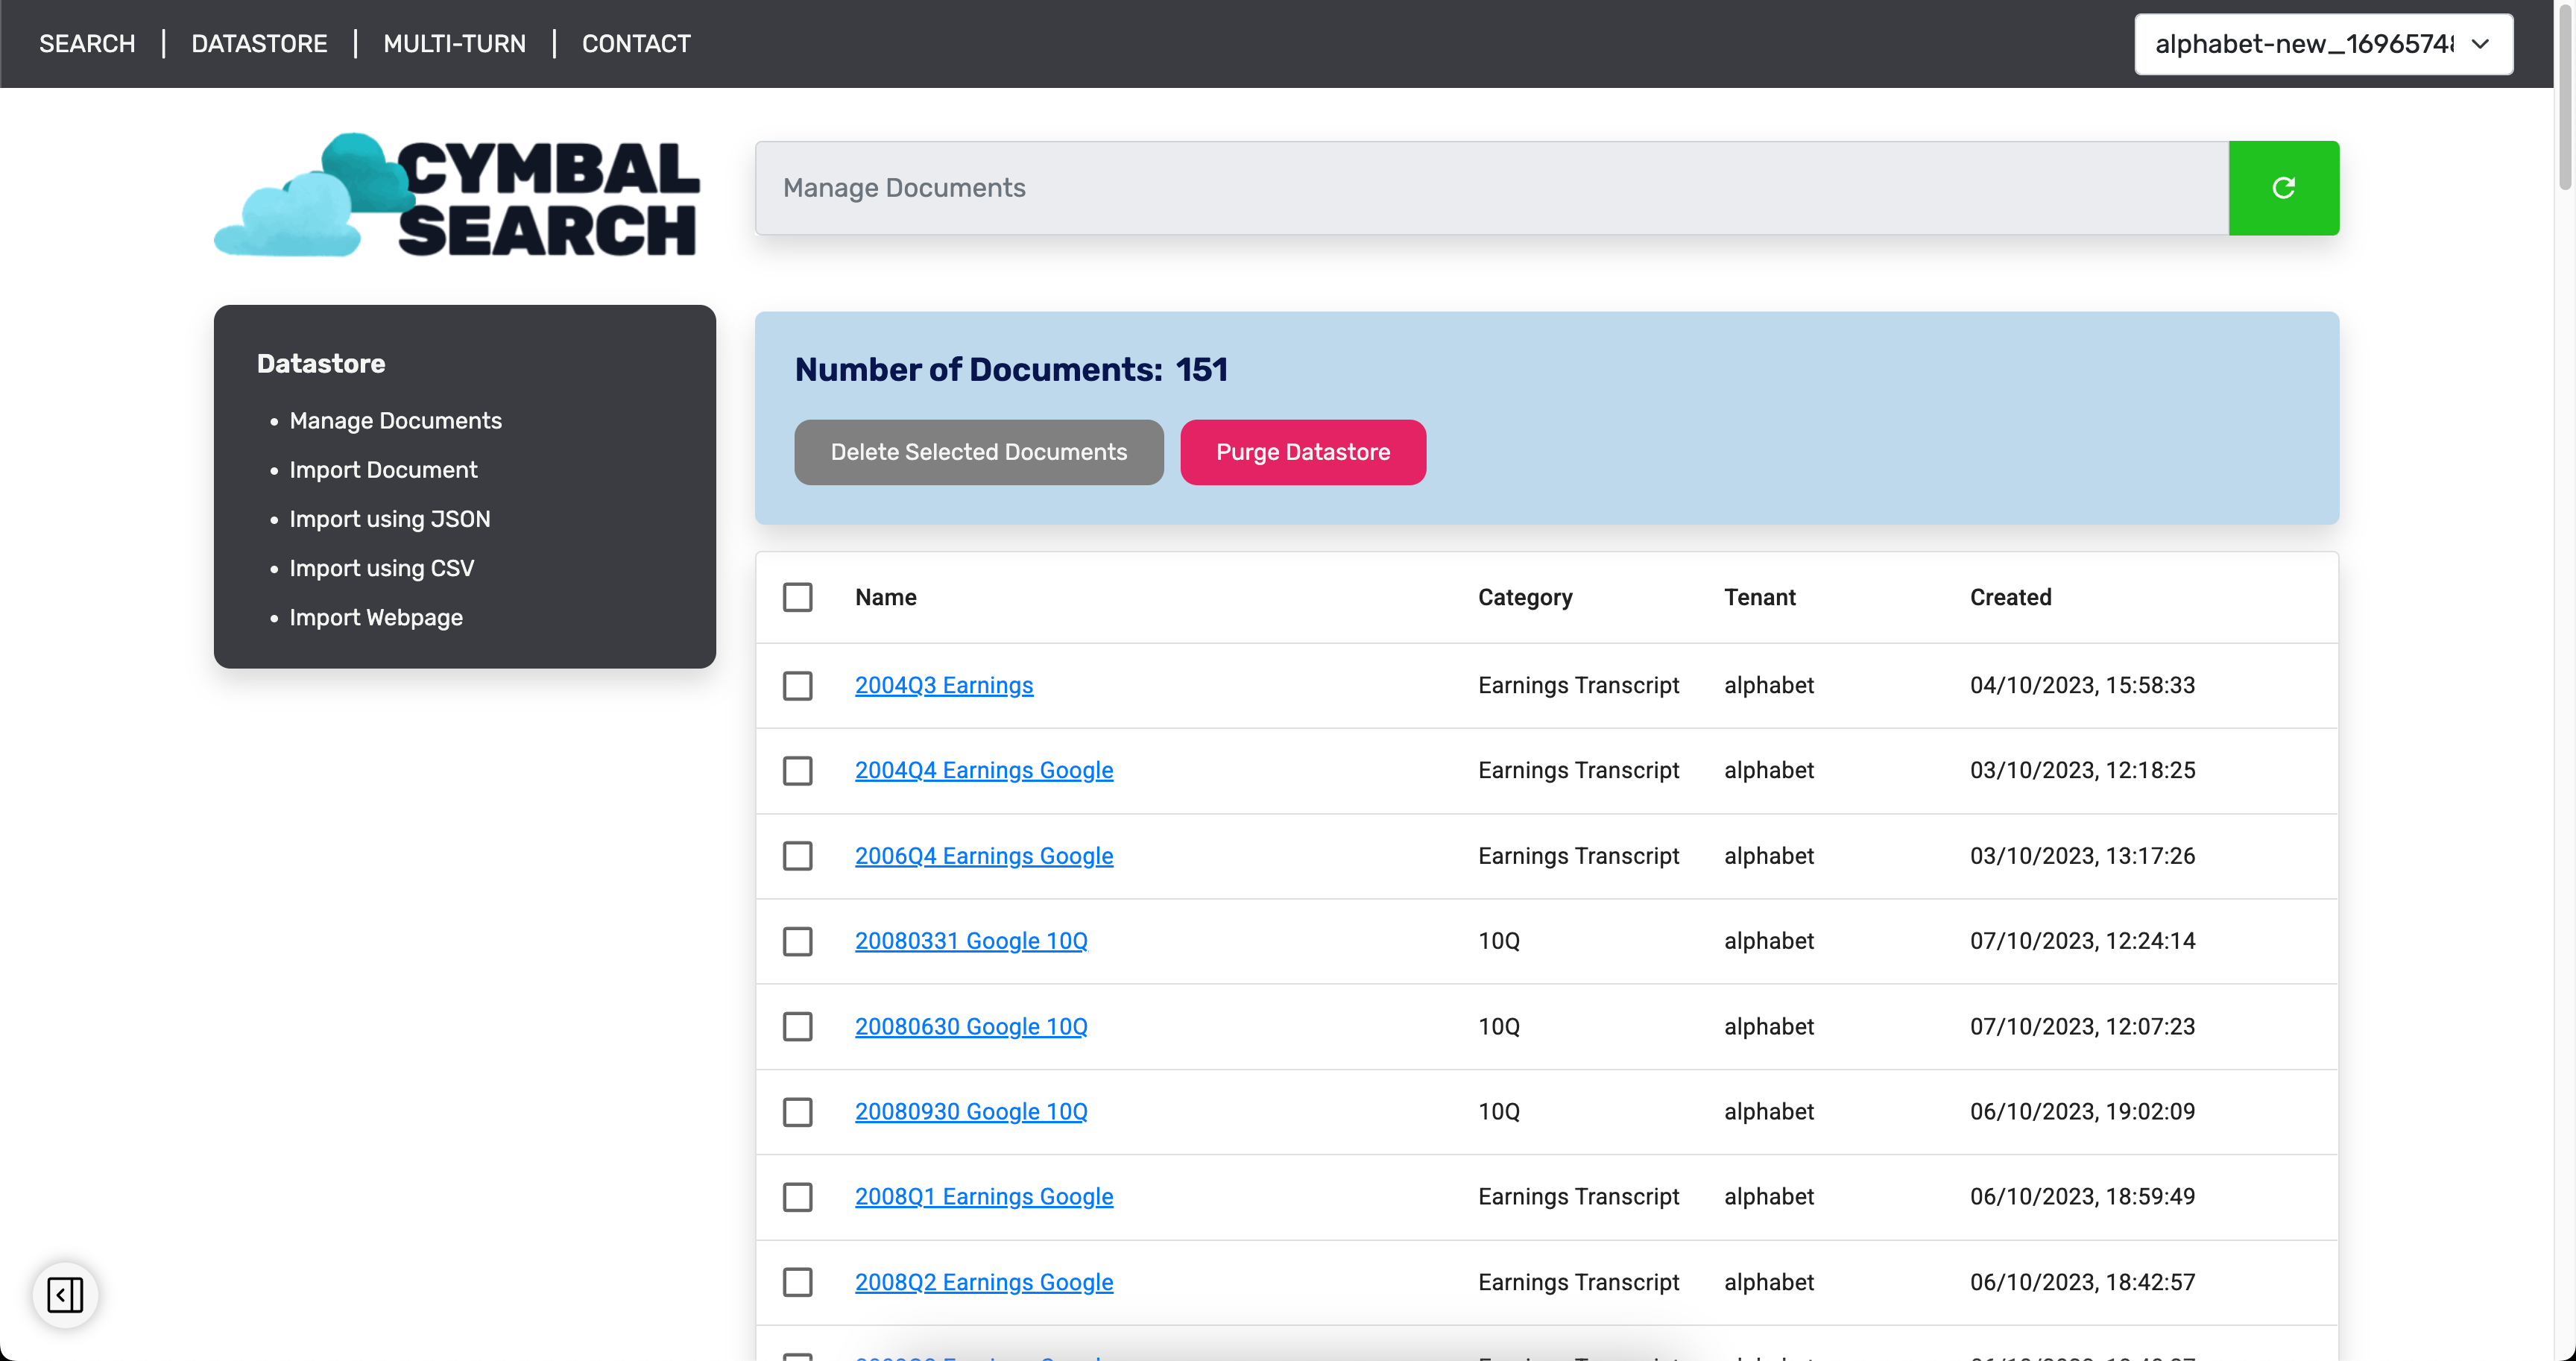 SEARCH | DATASTORE | MULTI-TURN | CONTACT
alphabet-new_1696574
CYMBAL
SEARCH
Manage Documents
Datastore
• Manage Documents
• Import Document
• Import using JSON
• Import using CSV
• Import Webpage
Number of Documents: 151
Delete Selected Documents Purge Datastore
Name Category Tenant Created
2004Q3 Earnings Earnings Transcript alphabet 04/10/2023, 15:58:33
2004Q4 Earnings Google Earnings Transcript alphabet 03/10/2023, 12:18:25
2006Q4 Earnings Google Earnings Transcript alphabet 03/10/2023, 13:17:26
20080331 Google 10Q 10Q alphabet 07/10/2023, 12:24:14
20080630 Google 10Q 10Q alphabet 07/10/2023, 12:07:23
20080930 Google 10Q 10Q alphabet 06/10/2023, 19:02:09
2008Q1 Earnings Google Earnings Transcript alphabet 06/10/2023, 18:59:49
2008Q2 Earnings Google Earnings Transcript alphabet 06/10/2023, 18:42:57